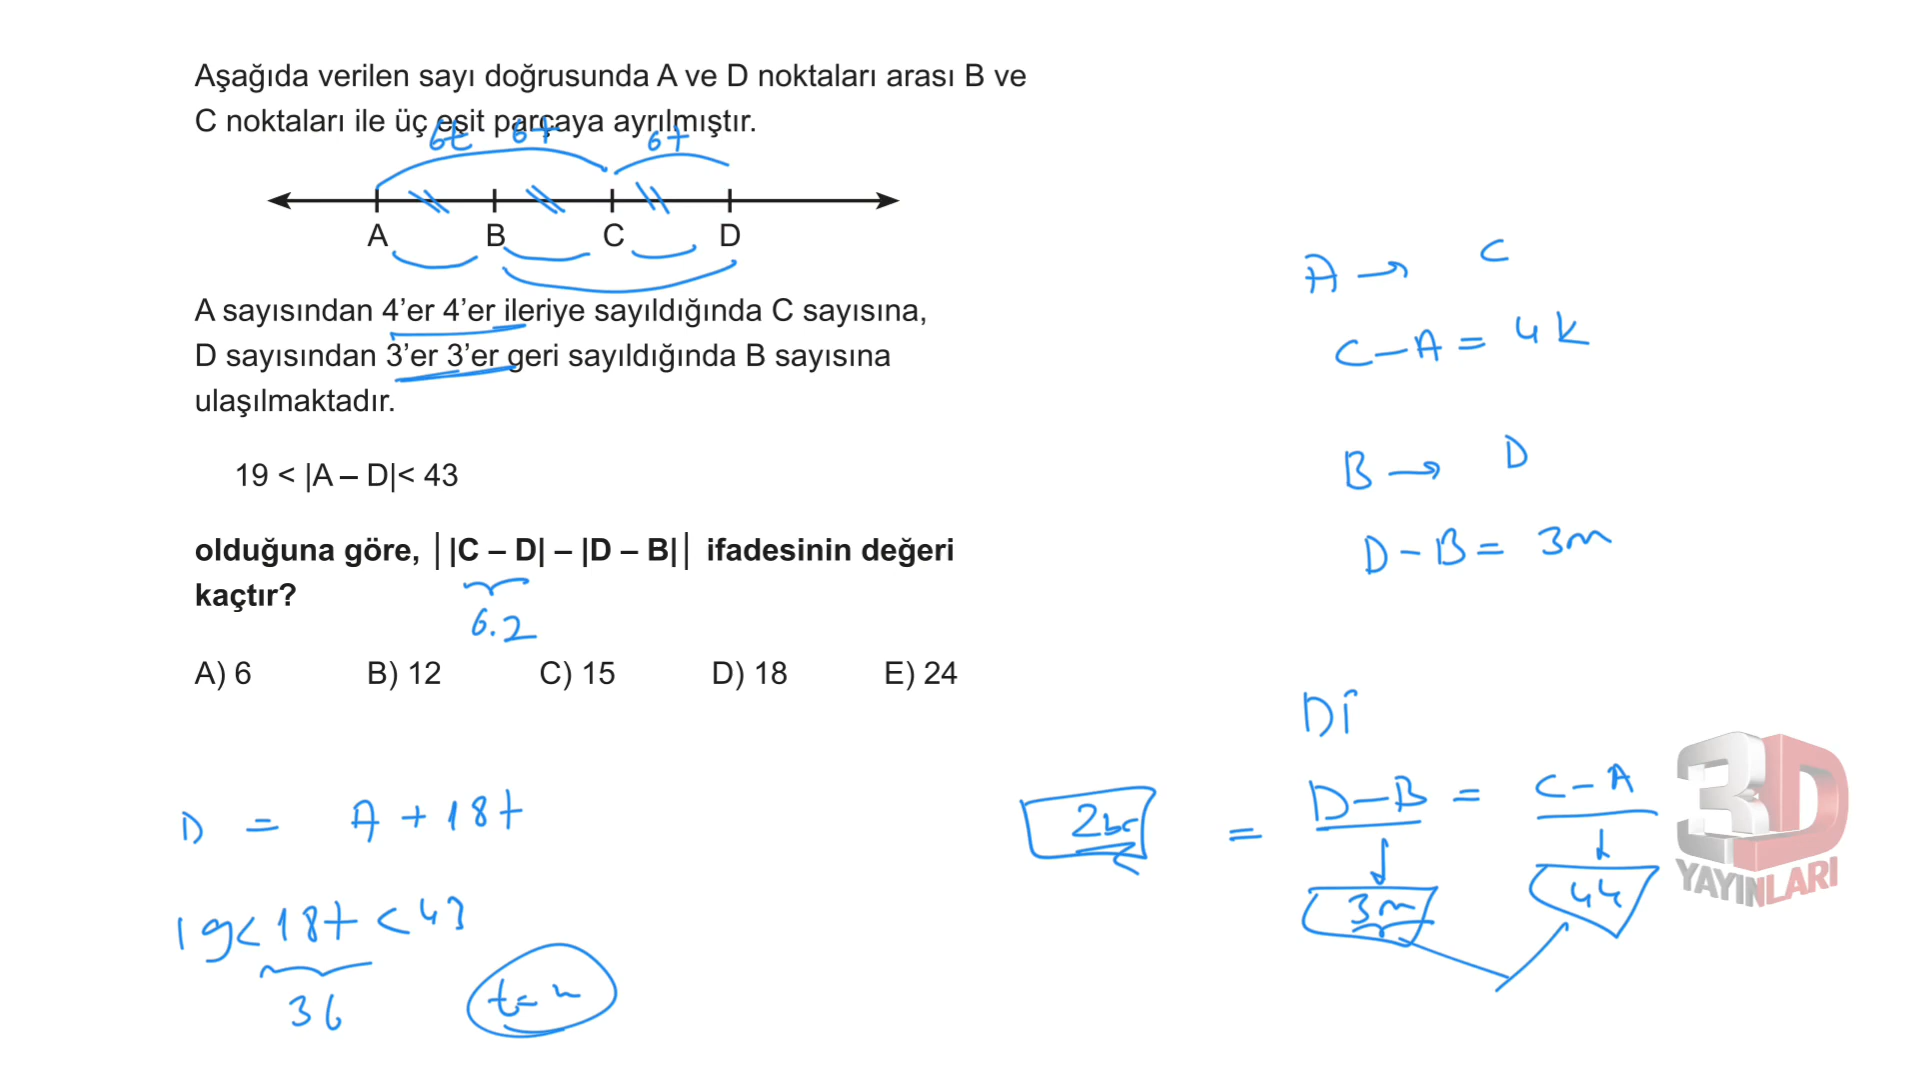 Aşağıda verilen sayı doğrusunda A ve D noktaları arası B ve
C noktaları ile üç eşit parçaya ayrılmıştır.
6t 6t 6t
A B C D
A sayısından 4’er 4’er ileriye sayıldığında C sayısına,
D sayısından 3’er 3’er geri sayıldığında B sayısına
ulaşılmaktadır.
19 < |A – D|< 43
olduğuna göre, ||C – D| – |D – B|| ifadesinin değeri
kaçtır?
6.2
A) 6 B) 12 C) 15 D) 18 E) 24
D = A + 18t
19 < 18t < 43
36
t=
A → C
C – A = 4k
B → D
D – B = 3m
Dİ
2br = D – B = C – A
3m 4k
3D
YAYINLARI